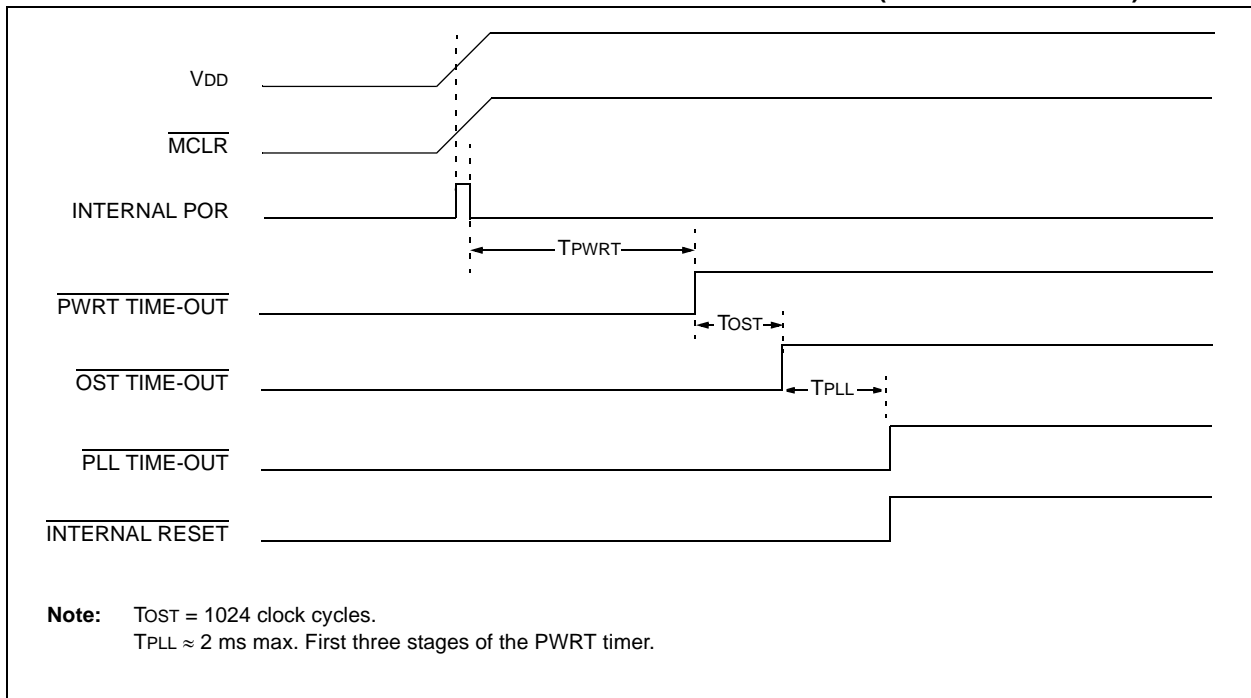 VDD
MCLR
INTERNAL POR
TPWRT
PWRT TIME-OUT
TOST
OST TIME-OUT
TPLL
PLL TIME-OUT
INTERNAL RESET
Note: TOST = 1024 clock cycles.
TPLL ≈ 2 ms max. First three stages of the PWRT timer.